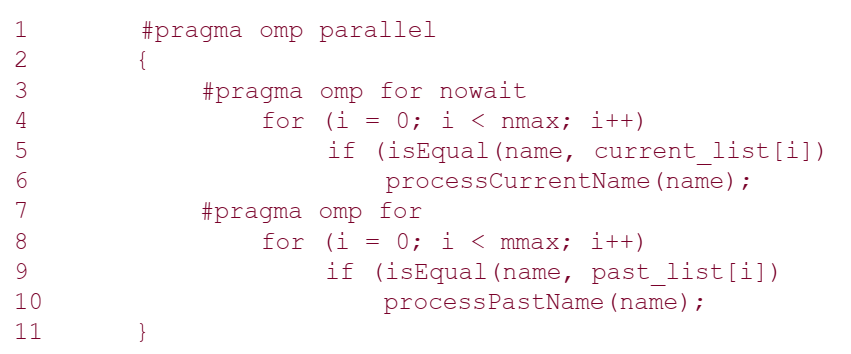 1 #pragma omp parallel
2 {
3 #pragma omp for nowait
4 for (i = 0; i < nmax; i++)
5 if (isEqual(name, current_list[i])
6 processCurrentName(name);
7 #pragma omp for
8 for (i = 0; i < mmax; i++)
9 if (isEqual(name, past_list[i])
10 processPastName(name);
11 }